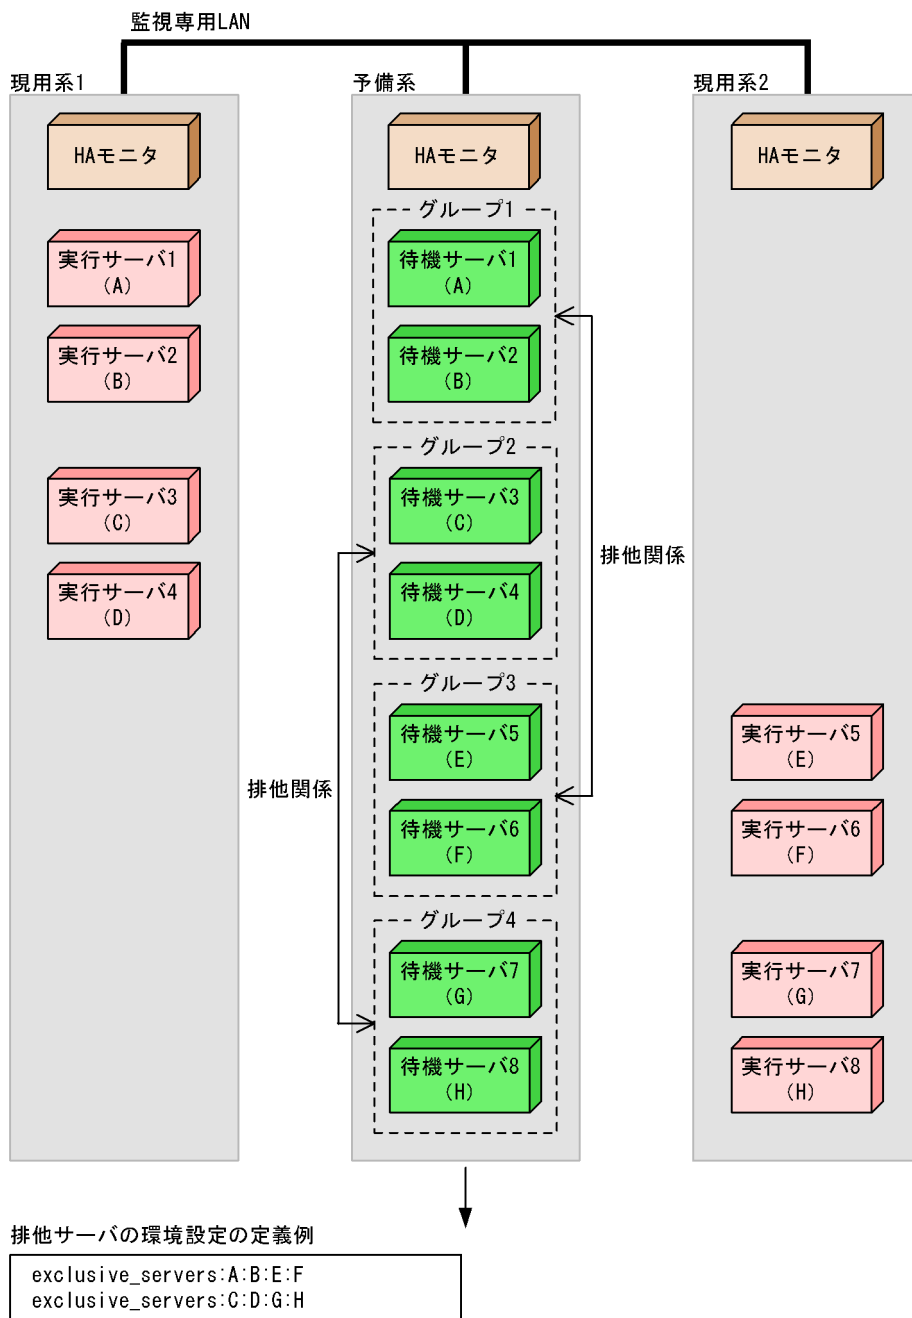 監視専用LAN
現用系1
予備系
現用系2
HAモニタ
HAモニタ
HAモニタ
グループ1
実行サーバ1
(A)
待機サーバ1
(A)
実行サーバ2
(B)
待機サーバ2
(B)
グループ2
実行サーバ3
(C)
待機サーバ3
(C)
排他関係
実行サーバ4
(D)
待機サーバ4
(D)
グループ3
待機サーバ5
(E)
実行サーバ5
(E)
排他関係
待機サーバ6
(F)
実行サーバ6
(F)
グループ4
待機サーバ7
(G)
実行サーバ7
(G)
待機サーバ8
(H)
実行サーバ8
(H)
排他サーバの環境設定の定義例
exclusive_servers:A:B:E:F
exclusive_servers:C:D:G:H